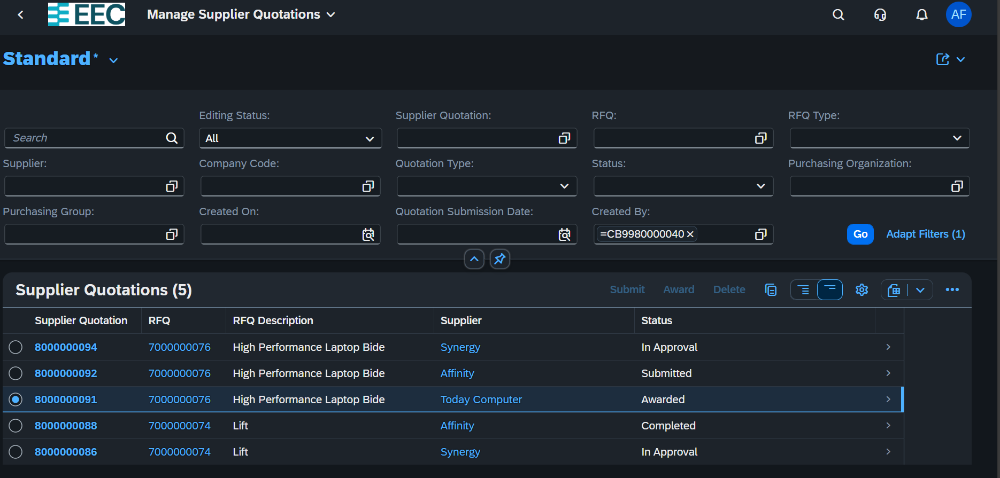 EEC Manage Supplier Quotations AF
Standard*
Editing Status: Supplier Quotation: RFQ: RFQ Type:
Search All
Supplier: Company Code: Quotation Type: Status: Purchasing Organization:
Purchasing Group: Created On: Quotation Submission Date: Created By:
=CB9980000040 Go Adapt Filters (1)
Supplier Quotations (5) Submit Award Delete
Supplier Quotation RFQ RFQ Description Supplier Status
8000000094 7000000076 High Performance Laptop Bide Synergy In Approval
8000000092 7000000076 High Performance Laptop Bide Affinity Submitted
8000000091 7000000076 High Performance Laptop Bide Today Computer Awarded
8000000088 7000000074 Lift Affinity Completed
8000000086 7000000074 Lift Synergy In Approval